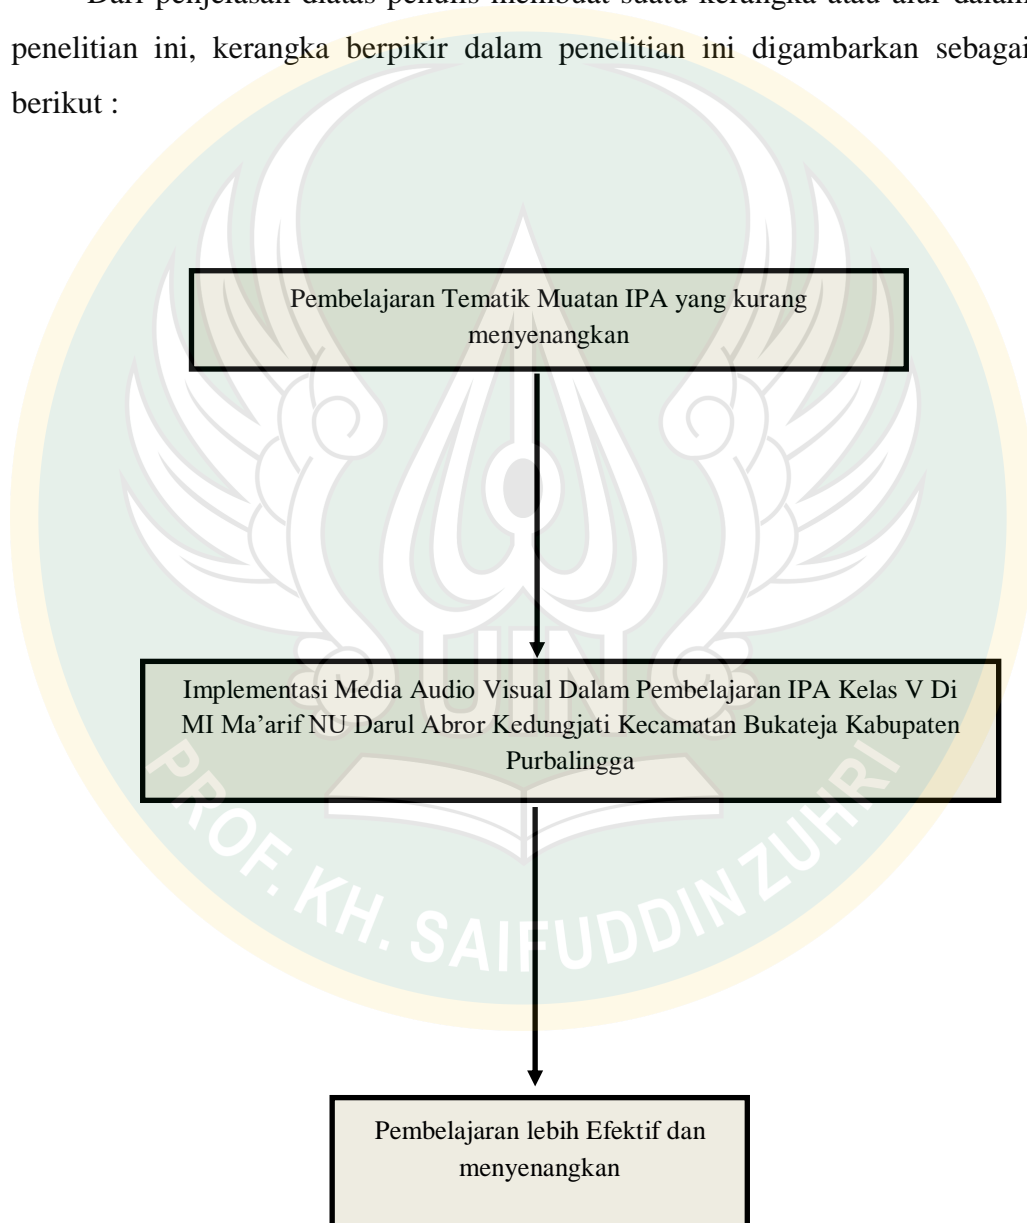 Dari penjelasan diatas penulis membuat suatu kerangka atau alur dalam
penelitian ini, kerangka berpikir dalam penelitian ini digambarkan sebagai
berikut :
Pembelajaran Tematik Muatan IPA yang kurang
menyenangkan
UIN
Implementasi Media Audio Visual Dalam Pembelajaran IPA Kelas V Di
MI Ma’arif NU Darul Abror Kedungjati Kecamatan Bukateja Kabupaten
Purbalingga
PROF. KH. SAIFUDDIN ZUHRI
Pembelajaran lebih Efektif dan
menyenangkan